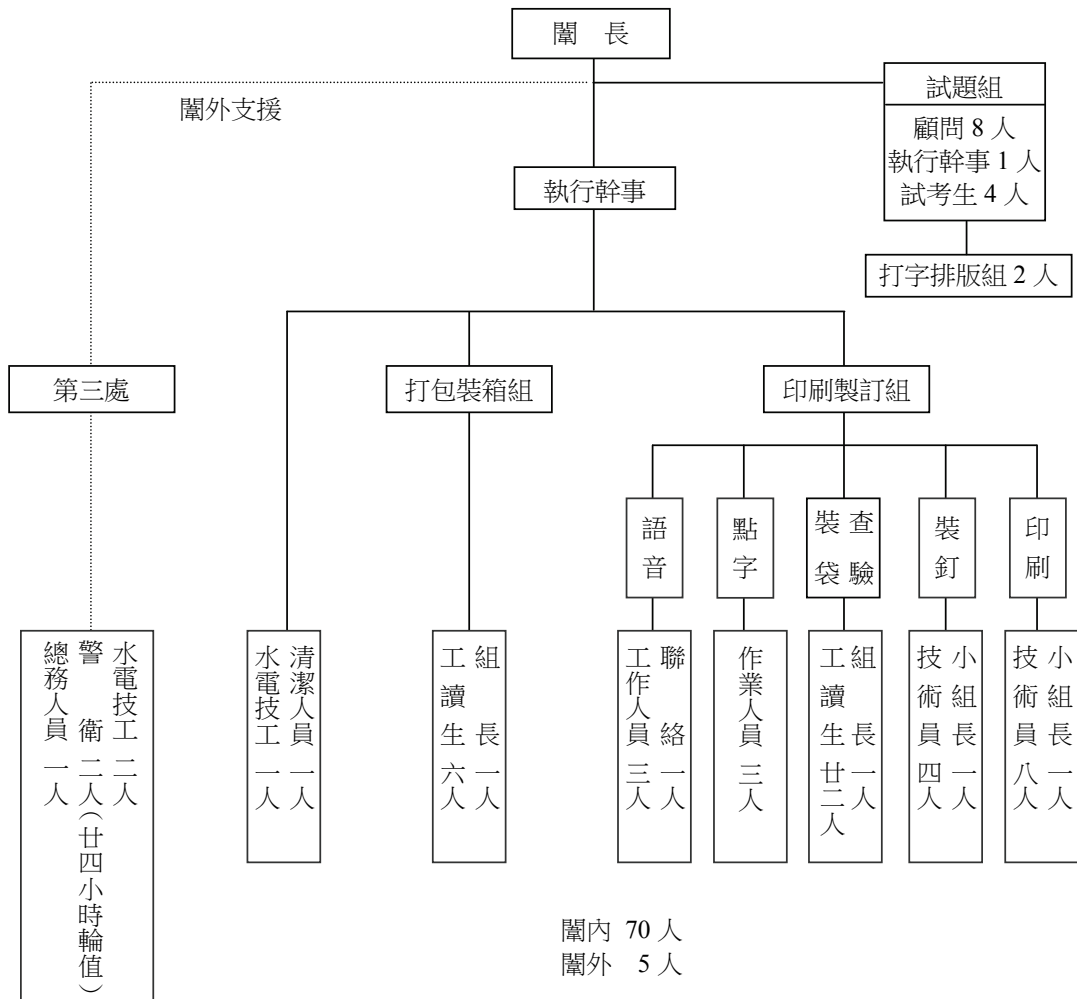 闈　長
闈外支援
試題組
顧問 8 人
執行幹事 1 人
試考生 4 人
執行幹事
打字排版組 2 人
第三處
打包裝箱組
印刷製訂組
語音
點字
查驗
裝袋
裝釘
印刷
水電技工 二人
警　衛 二人(廿四小時輪值)
總務人員 一人
清潔人員 一人
水電技工 一人
組　長 一人
工讀生 六人
聯　絡 一人
工作人員 三人
作業人員 三人
組　長 一人
工讀生 廿二人
小組長 一人
技術員 四人
小組長 一人
技術員 八人
闈內 70 人
闈外 5 人